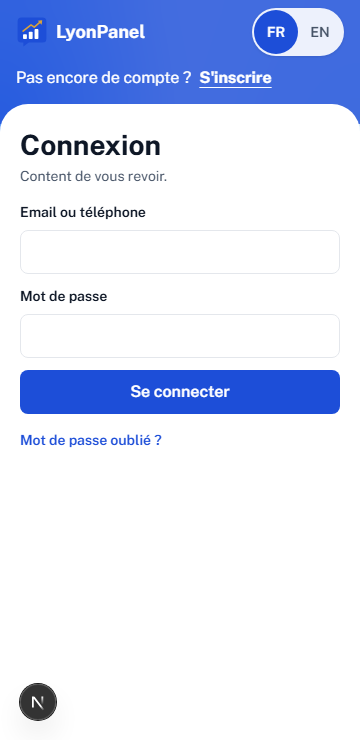 LyonPanel
FR EN
Pas encore de compte ? S'inscrire
Connexion
Content de vous revoir.
Email ou téléphone
Mot de passe
Se connecter
Mot de passe oublié ?
N